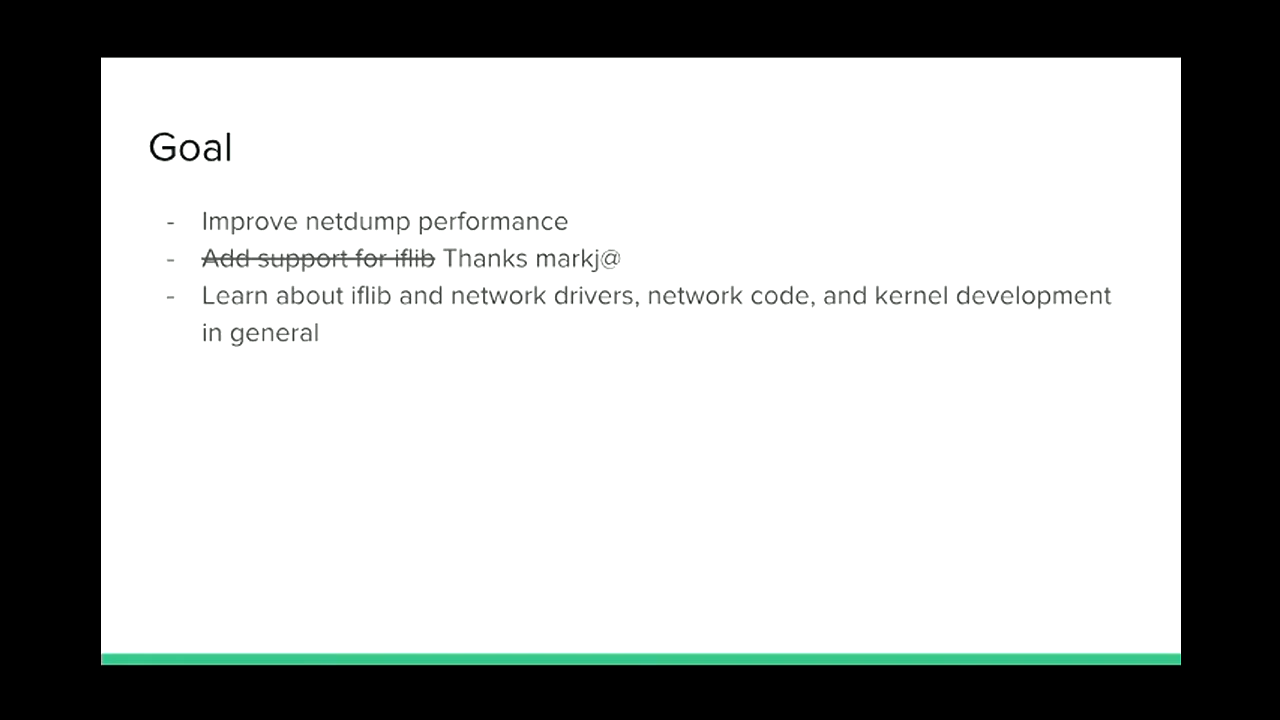 Goal
- Improve netdump performance
- Add support for iflib Thanks markj@
- Learn about iflib and network drivers, network code, and kernel development
in general